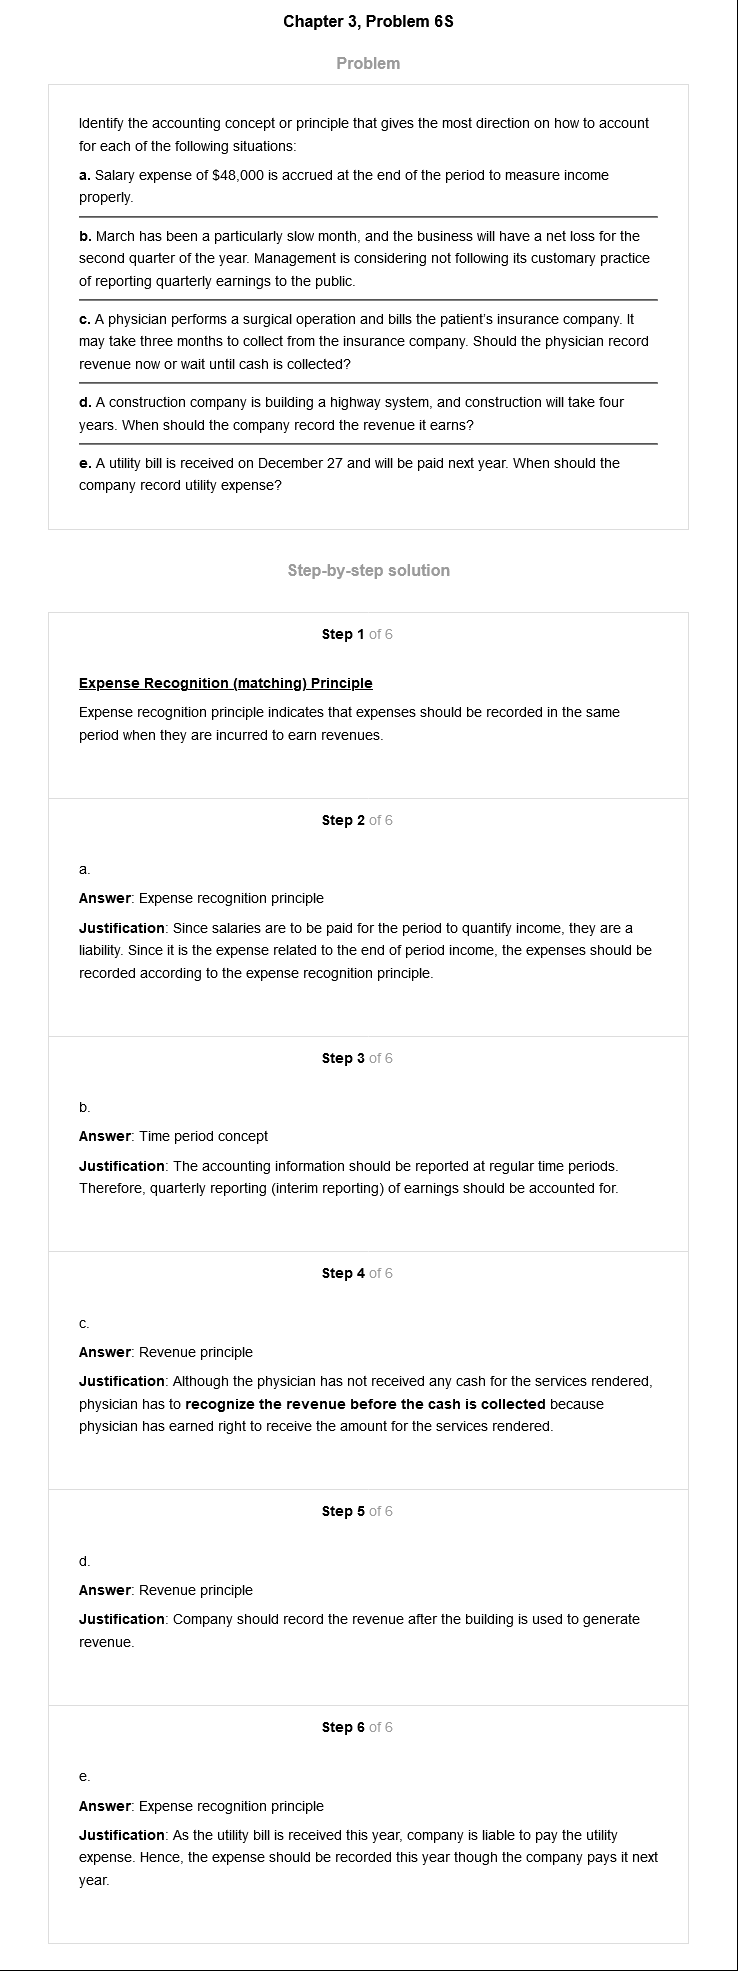 Chapter 3, Problem 6S
Problem
Identify the accounting concept or principle that gives the most direction on how to account
for each of the following situations:
a. Salary expense of $48,000 is accrued at the end of the period to measure income
properly.
b. March has been a particularly slow month, and the business will have a net loss for the
second quarter of the year. Management is considering not following its customary practice
of reporting quarterly earnings to the public.
c. A physician performs a surgical operation and bills the patient's insurance company. It
may take three months to collect from the insurance company. Should the physician record
revenue now or wait until cash is collected?
d. A construction company is building a highway system, and construction will take four
years. When should the company record the revenue it earns?
e. A utility bill is received on December 27 and will be paid next year. When should the
company record utility expense?
Step-by-step solution
Step 1 of 6
Expense Recognition (matching) Principle
Expense recognition principle indicates that expenses should be recorded in the same
period when they are incurred to earn revenues.
Step 2 of 6
a.
Answer: Expense recognition principle
Justification: Since salaries are to be paid for the period to quantify income, they are a
liability. Since it is the expense related to the end of period income, the expenses should be
recorded according to the expense recognition principle.
Step 3 of 6
b.
Answer: Time period concept
Justification: The accounting information should be reported at regular time periods.
Therefore, quarterly reporting (interim reporting) of earnings should be accounted for.
Step 4 of 6
c.
Answer: Revenue principle
Justification: Although the physician has not received any cash for the services rendered,
physician has to recognize the revenue before the cash is collected because
physician has earned right to receive the amount for the services rendered.
Step 5 of 6
d.
Answer: Revenue principle
Justification: Company should record the revenue after the building is used to generate
revenue.
Step 6 of 6
e.
Answer: Expense recognition principle
Justification: As the utility bill is received this year, company is liable to pay the utility
expense. Hence, the expense should be recorded this year though the company pays it next
year.